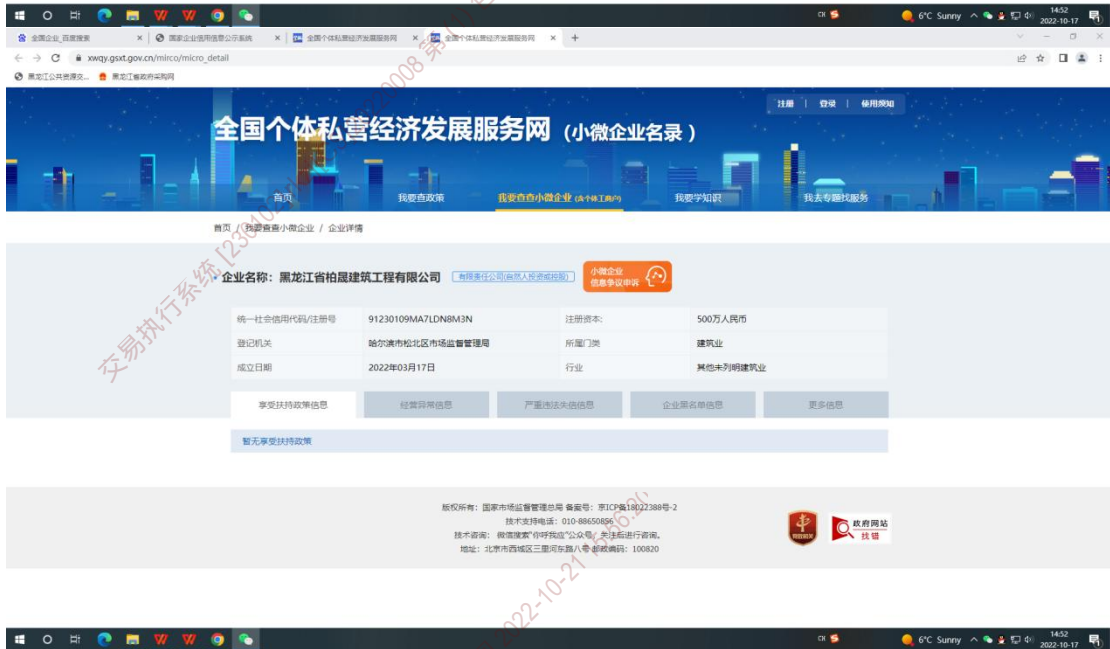 CH
6°C Sunny
14:52
2022-10-17
全国企业_百度搜索
国家企业信用信息公示系统
全国个体私营经济发展服务网
全国个体私营经济发展服务网
xwqy.gsxt.gov.cn/mirco/micro_detail
黑龙江公共资源交...
黑龙江省政府采购网
注册 | 登录 | 使用须知
全国个体私营经济发展服务网（小微企业名录）
首页
我要查政策
我要查查小微企业（含个体工商户）
我要学知识
我去专题找服务
首页 / 我要查查小微企业 / 企业详情
企业名称：黑龙江省柏晟建筑工程有限公司
有限责任公司(自然人投资或控股)
小微企业
信息争议申诉
统一社会信用代码/注册号 91230109MA7LDN8M3N 注册资本: 500万人民币
登记机关 哈尔滨市松北区市场监督管理局 所属门类 建筑业
成立日期 2022年03月17日 行业 其他未列明建筑业
享受扶持政策信息 经营异常信息 严重违法失信信息 企业黑名单信息 更多信息
暂无享受扶持政策
版权所有：国家市场监督管理总局 备案号：京ICP备18022388号-2
技术支持电话：010-88650856
技术咨询： 微信搜索"你呼我应"公众号，关注后进行咨询。
地址：北京市西城区三里河东路八号 邮政编码：100820
政府网站
找错
CH
6°C Sunny
14:52
2022-10-17